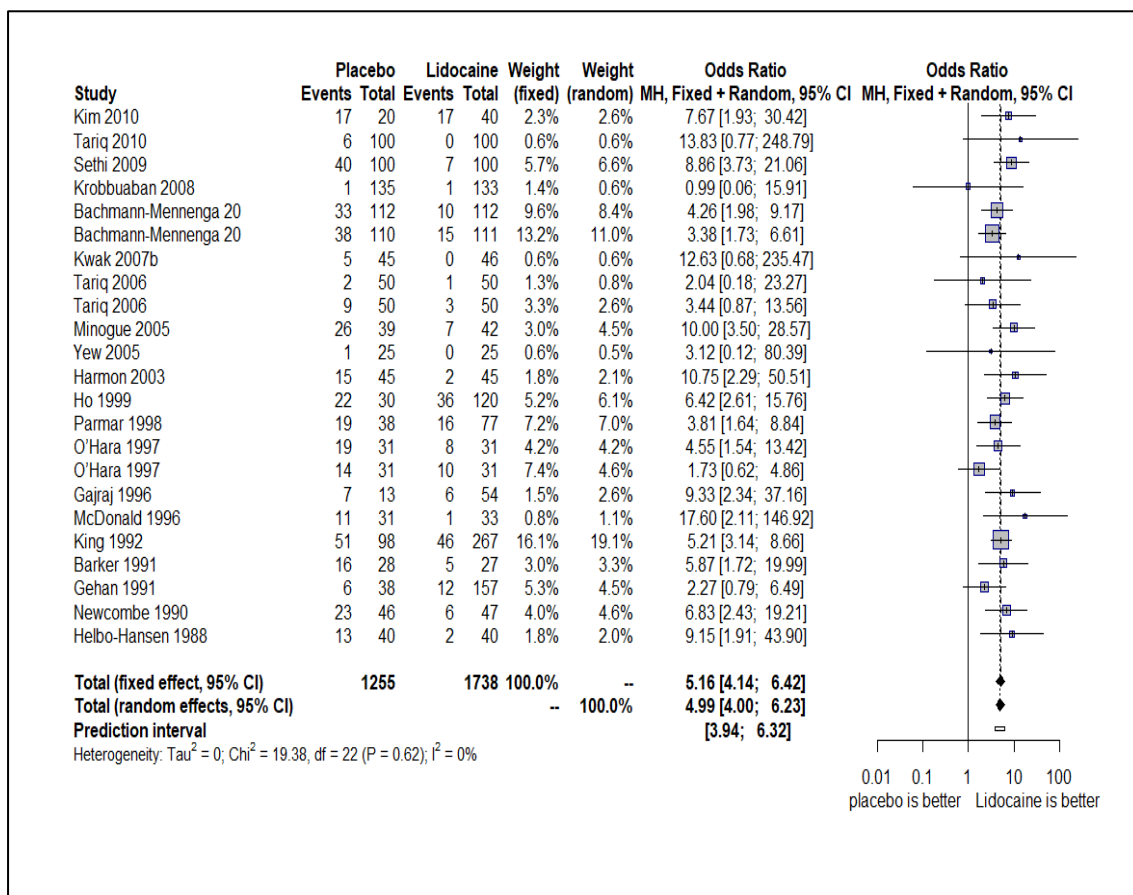 Placebo Lidocaine Weight Weight Odds Ratio Odds Ratio
Study Events Total Events Total (fixed) (random) MH, Fixed + Random, 95% CI MH, Fixed + Random, 95% CI
Kim 2010 17 20 17 40 2.3% 2.6% 7.67 [1.93; 30.42]
Tariq 2010 6 100 0 100 0.6% 0.6% 13.83 [0.77; 248.79]
Sethi 2009 40 100 7 100 5.7% 6.6% 8.86 [3.73; 21.06]
Krobbuaban 2008 1 135 1 133 1.4% 0.6% 0.99 [0.06; 15.91]
Bachmann-Mennenga 20 33 112 10 112 9.6% 8.4% 4.26 [1.98; 9.17]
Bachmann-Mennenga 20 38 110 15 111 13.2% 11.0% 3.38 [1.73; 6.61]
Kwak 2007b 5 45 0 46 0.6% 0.6% 12.63 [0.68; 235.47]
Tariq 2006 2 50 1 50 1.3% 0.8% 2.04 [0.18; 23.27]
Tariq 2006 9 50 3 50 3.3% 2.6% 3.44 [0.87; 13.56]
Minogue 2005 26 39 7 42 3.0% 4.5% 10.00 [3.50; 28.57]
Yew 2005 1 25 0 25 0.6% 0.5% 3.12 [0.12; 80.39]
Harmon 2003 15 45 2 45 1.8% 2.1% 10.75 [2.29; 50.51]
Ho 1999 22 30 36 120 5.2% 6.1% 6.42 [2.61; 15.76]
Parmar 1998 19 38 16 77 7.2% 7.0% 3.81 [1.64; 8.84]
O'Hara 1997 19 31 8 31 4.2% 4.2% 4.55 [1.54; 13.42]
O'Hara 1997 14 31 10 31 7.4% 4.6% 1.73 [0.62; 4.86]
Gajraj 1996 7 13 6 54 1.5% 2.6% 9.33 [2.34; 37.16]
McDonald 1996 11 31 1 33 0.8% 1.1% 17.60 [2.11; 146.92]
King 1992 51 98 46 267 16.1% 19.1% 5.21 [3.14; 8.66]
Barker 1991 16 28 5 27 3.0% 3.3% 5.87 [1.72; 19.99]
Gehan 1991 6 38 12 157 5.3% 4.5% 2.27 [0.79; 6.49]
Newcombe 1990 23 46 6 47 4.0% 4.6% 6.83 [2.43; 19.21]
Helbo-Hansen 1988 13 40 2 40 1.8% 2.0% 9.15 [1.91; 43.90]
Total (fixed effect, 95% CI) 1255 1738 100.0% -- 5.16 [4.14; 6.42]
Total (random effects, 95% CI) -- 100.0% 4.99 [4.00; 6.23]
Prediction interval [3.94; 6.32]
Heterogeneity: Tau² = 0; Chi² = 19.38, df = 22 (P = 0.62); I² = 0%
0.01 0.1 1 10 100
placebo is better Lidocaine is better